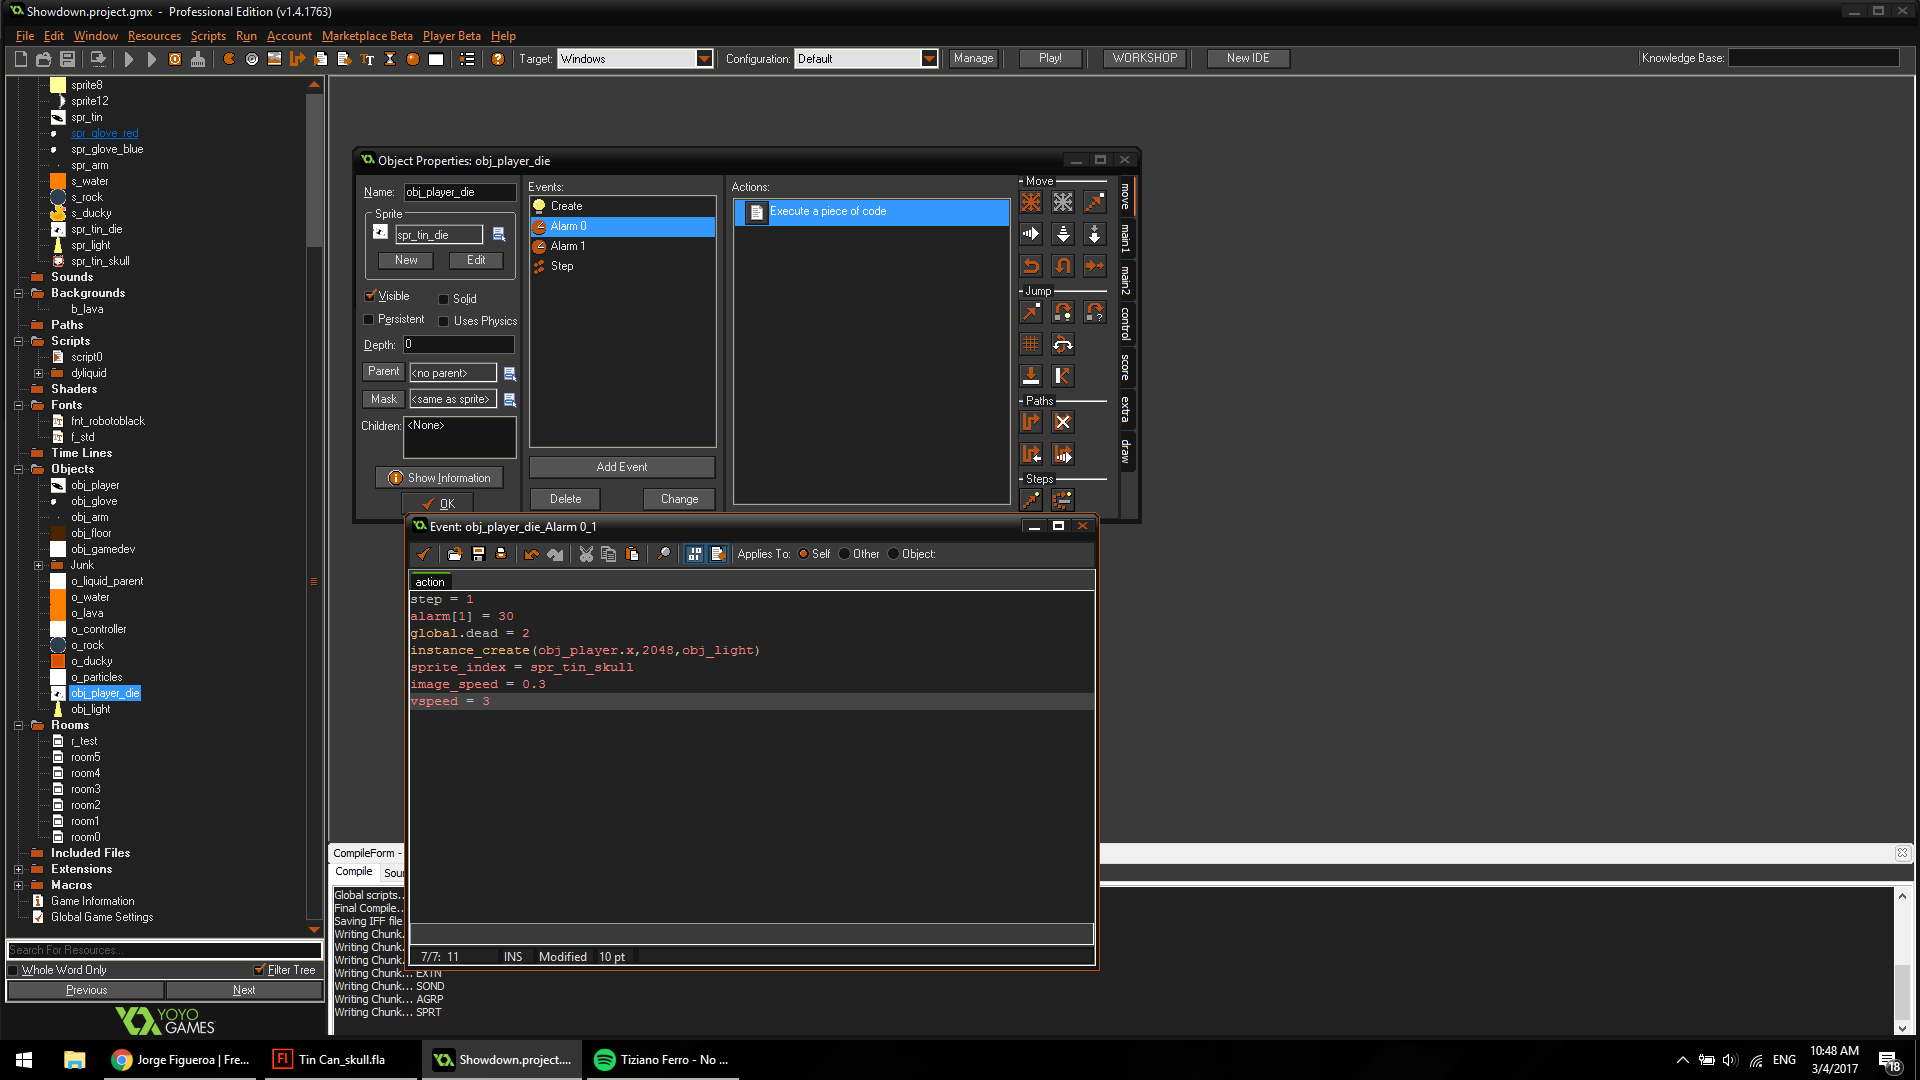 Showdown.project.gmx - Professional Edition (v1.4.1763)
File Edit Window Resources Scripts Run Account Marketplace Beta Player Beta Help
Target: Windows Configuration: Default Manage Play! WORKSHOP New IDE Knowledge Base:
sprite8
sprite12
spr_tin
spr_glove_red
spr_glove_blue
spr_arm
s_water
s_rock
s_ducky
spr_tin_die
spr_light
spr_tin_skull
Sounds
Backgrounds
b_lava
Paths
Scripts
script0
dyliquid
Shaders
Fonts
fnt_robotoblack
f_std
Time Lines
Objects
obj_player
obj_glove
obj_arm
obj_floor
obj_gamedev
Junk
o_liquid_parent
o_water
o_lava
o_controller
o_rock
o_ducky
o_particles
obj_player_die
obj_light
Rooms
r_test
room5
room4
room3
room2
room1
room0
Included Files
Extensions
Macros
Game Information
Global Game Settings
Search For Resources...
Whole Word Only Filter Tree
Previous Next
YOYO
GAMES
Object Properties: obj_player_die
Name: obj_player_die
Sprite
spr_tin_die
New Edit
Visible Solid
Persistent Uses Physics
Depth: 0
Parent <no parent>
Mask <same as sprite>
Children: <None>
Show Information
OK
Events:
Create
Alarm 0
Alarm 1
Step
Add Event
Delete Change
Actions:
Execute a piece of code
Move
Jump
Paths
Steps
move
main1
main2
control
score
extra
draw
Event: obj_player_die_Alarm 0_1
Applies To: Self Other Object:
action
step = 1
alarm[1] = 30
global.dead = 2
instance_create(obj_player.x,2048,obj_light)
sprite_index = spr_tin_skull
image_speed = 0.3
vspeed = 3
7/7: 11 INS Modified 10 pt
CompileForm -
Compile Sour
Global scripts..
Final Compile..
Saving IFF file
Writing Chunk.
Writing Chunk.
Writing Chunk.
Writing Chunk... EXTN
Writing Chunk... SOND
Writing Chunk... AGRP
Writing Chunk... SPRT
Jorge Figueroa | Fre...
Tin Can_skull.fla
Showdown.project....
Tiziano Ferro - No ...
ENG
10:48 AM
3/4/2017
18